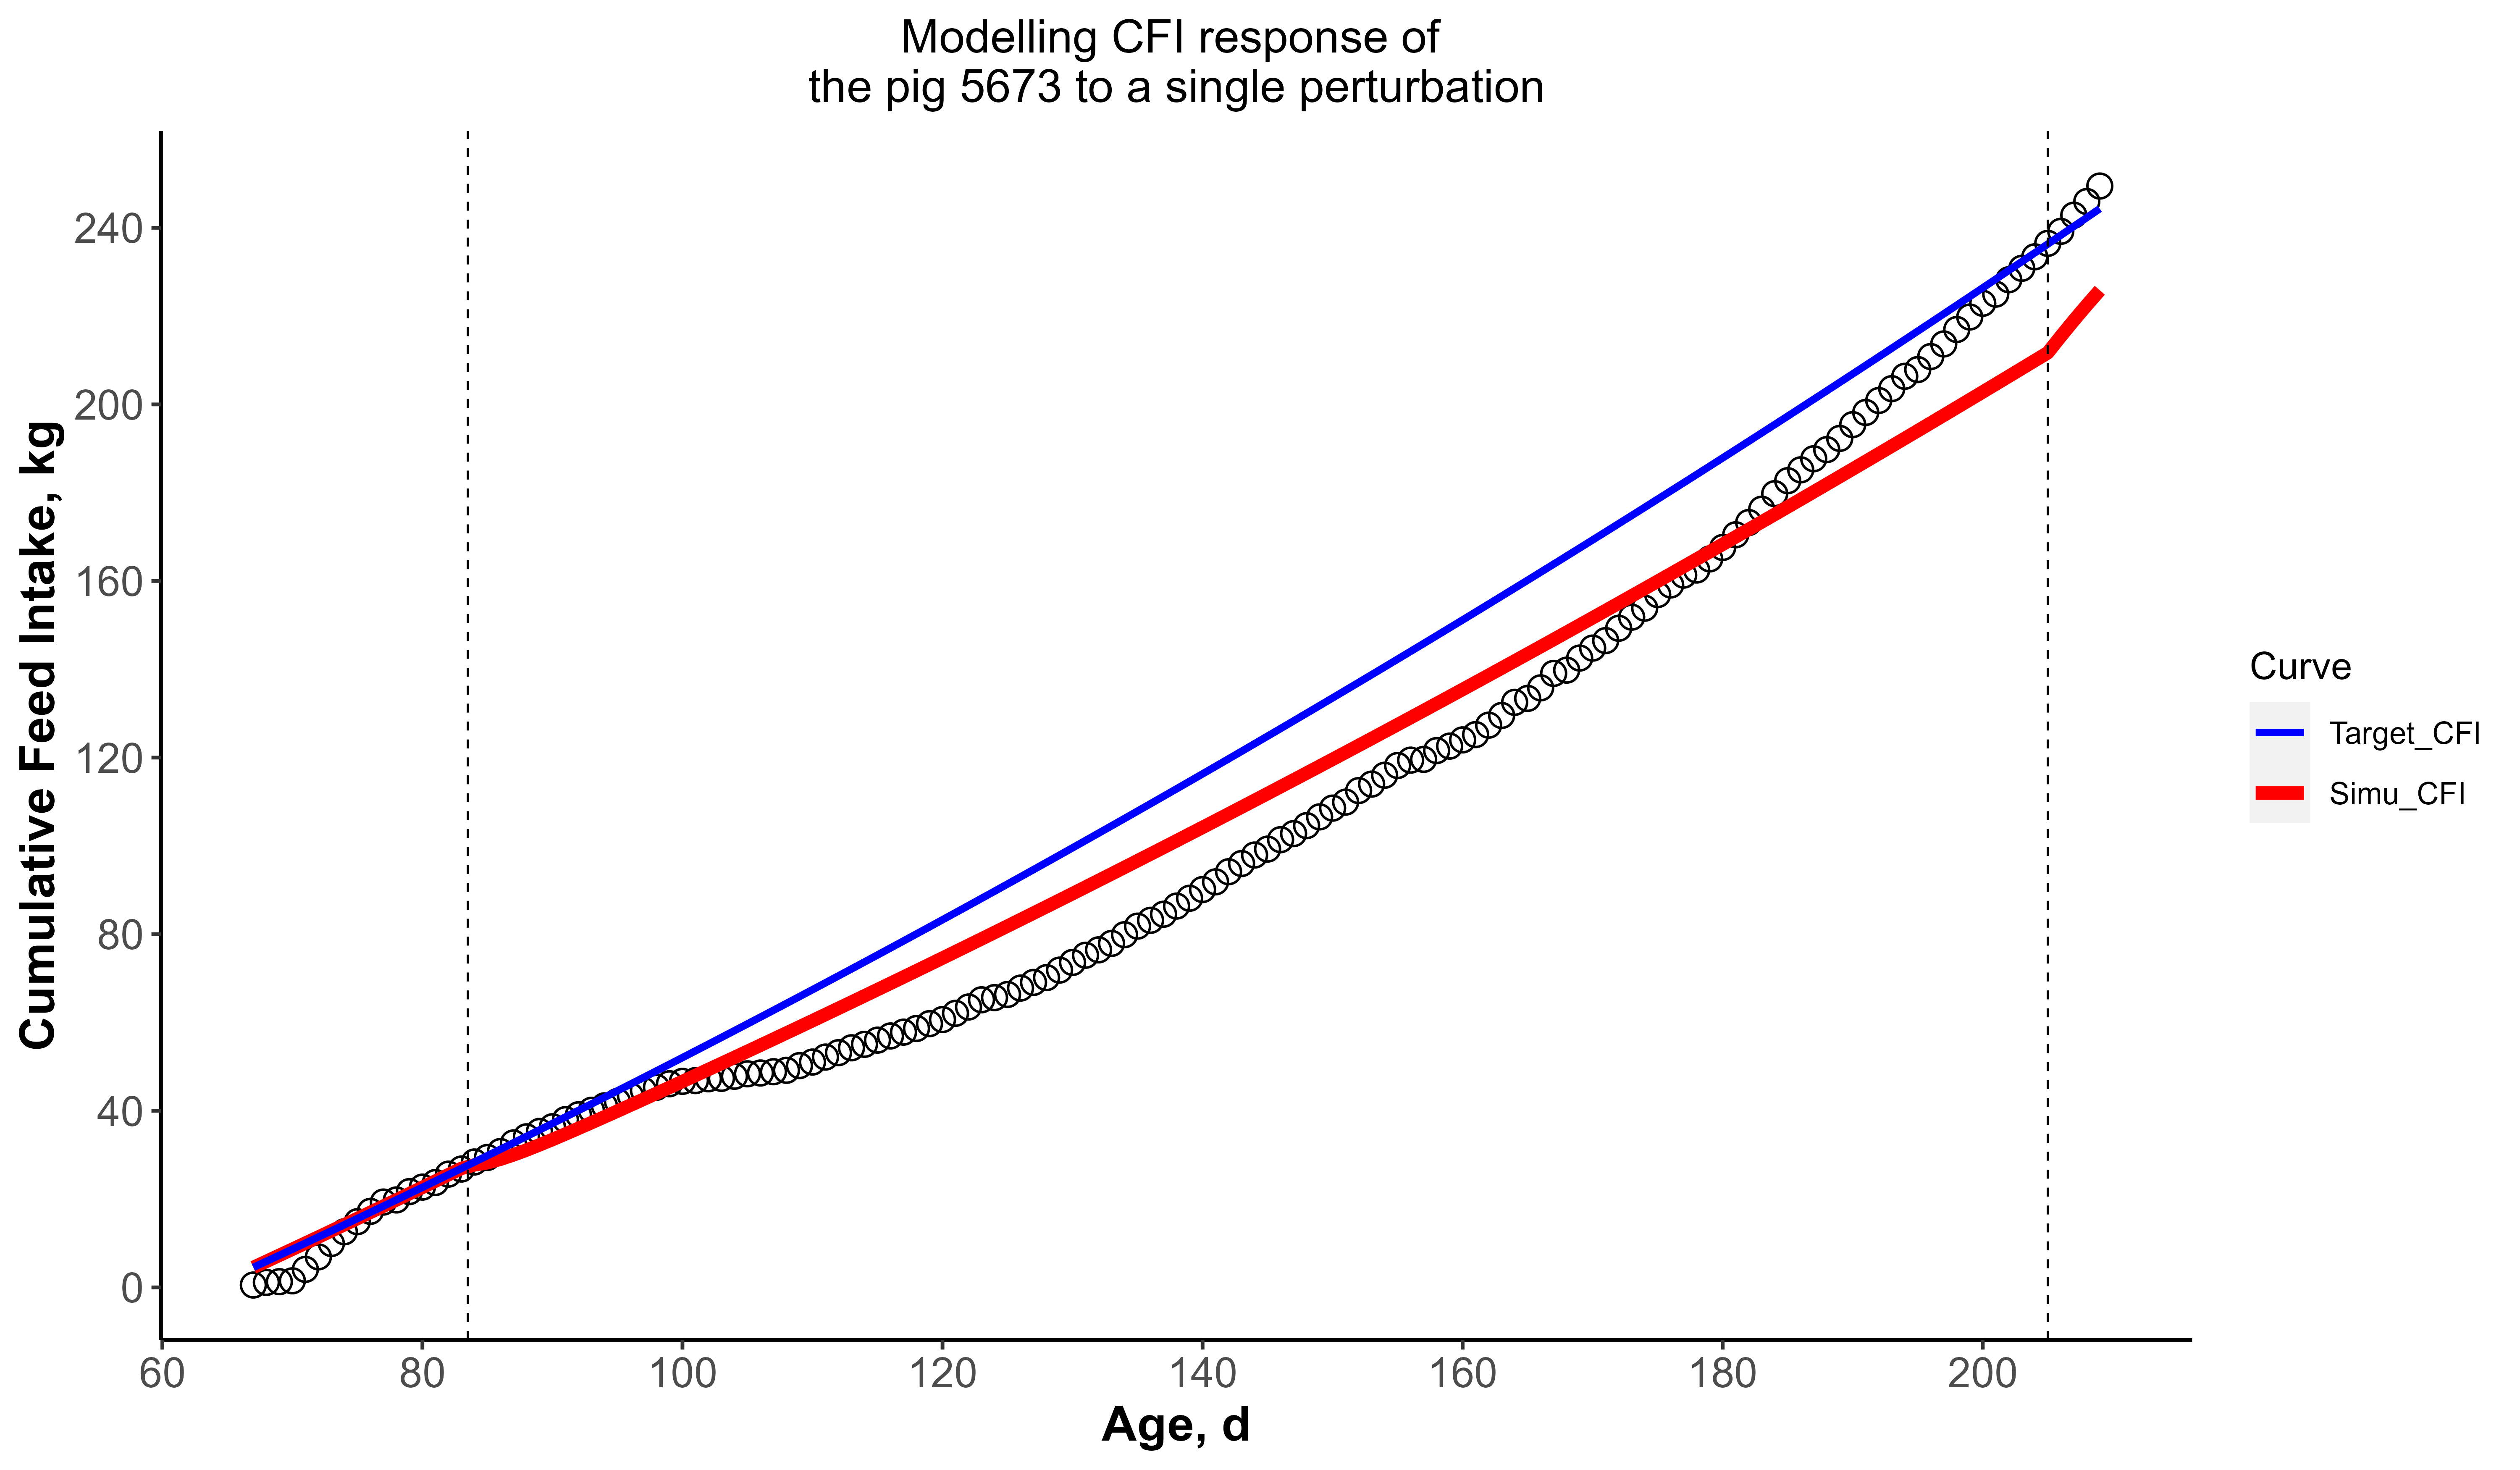 Modelling CFI response of
the pig 5673 to a single perturbation
Cumulative Feed Intake, kg
240
200
160
120
80
40
0
60 80 100 120 140 160 180 200
Age, d
Curve
Target_CFI
Simu_CFI